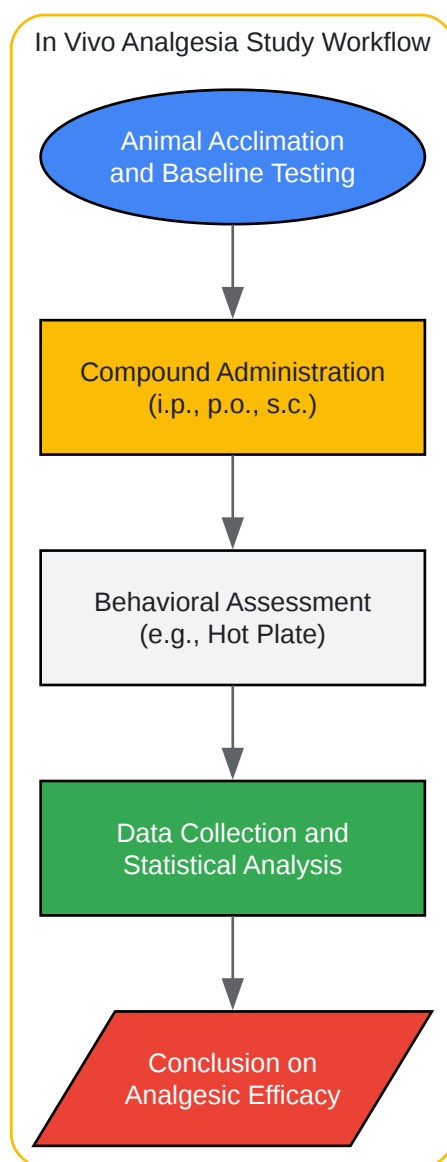 In Vivo Analgesia Study Workflow
Animal Acclimation
and Baseline Testing
Compound Administration
(i.p., p.o., s.c.)
Behavioral Assessment
(e.g., Hot Plate)
Data Collection and
Statistical Analysis
Conclusion on
Analgesic Efficacy